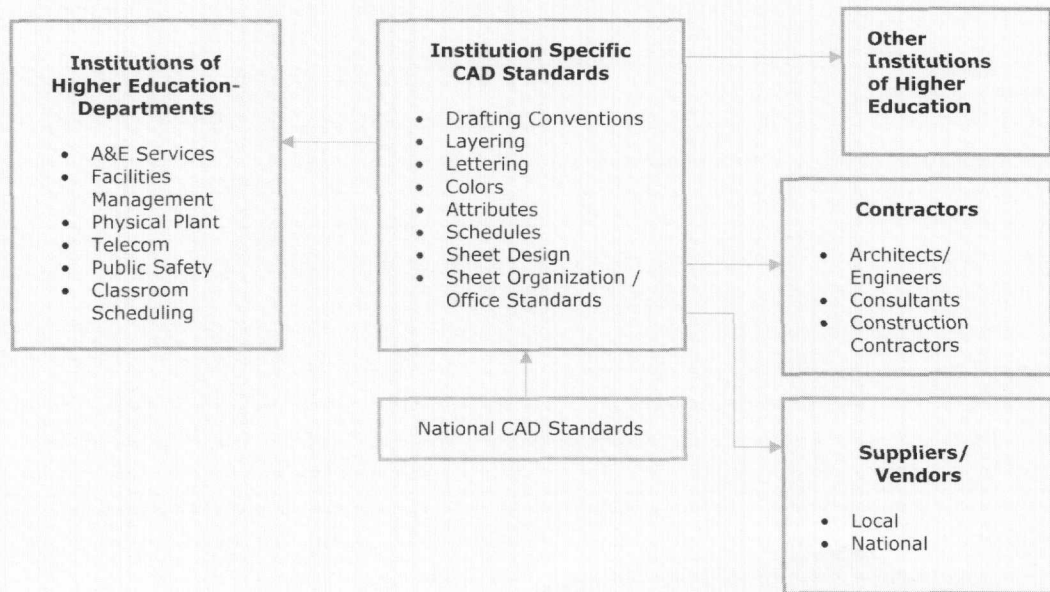 Institutions of
Higher Education-
Departments
• A&E Services
• Facilities
Management
• Physical Plant
• Telecom
• Public Safety
• Classroom
Scheduling
Institution Specific
CAD Standards
• Drafting Conventions
• Layering
• Lettering
• Colors
• Attributes
• Schedules
• Sheet Design
• Sheet Organization /
Office Standards
National CAD Standards
Other
Institutions
of Higher
Education
Contractors
• Architects/
Engineers
• Consultants
• Construction
Contractors
Suppliers/
Vendors
• Local
• National